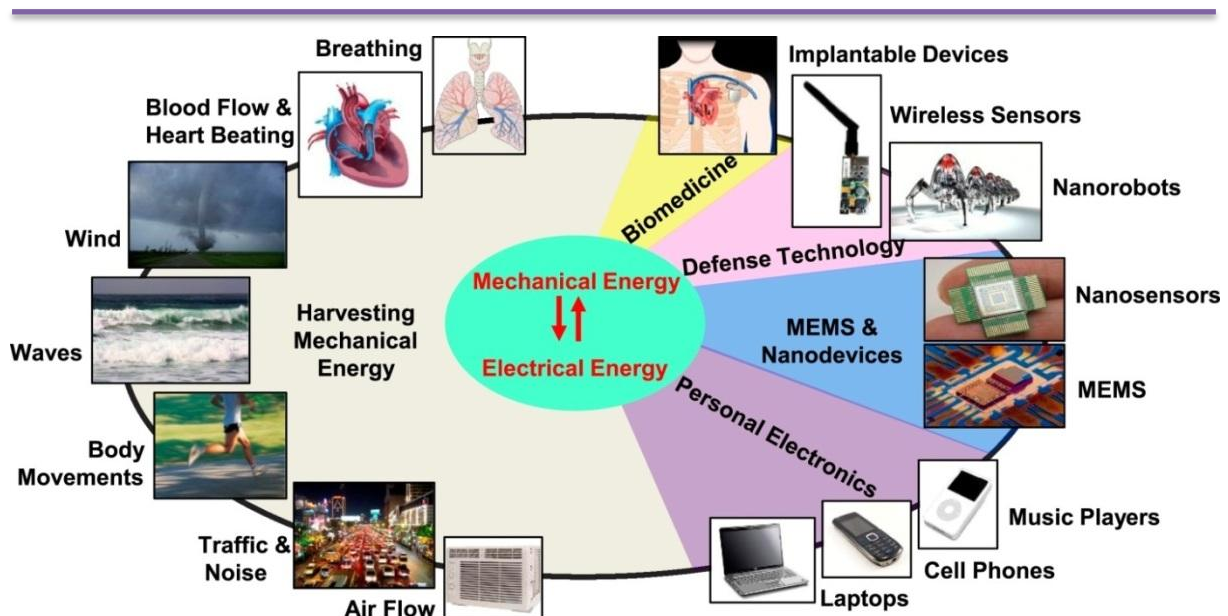 Breathing
Blood Flow &
Heart Beating
Wind
Waves
Body
Movements
Traffic &
Noise
Air Flow
Harvesting
Mechanical
Energy
Mechanical Energy
Electrical Energy
Biomedicine
Defense Technology
MEMS &
Nanodevices
Personal Electronics
Implantable Devices
Wireless Sensors
Nanorobots
Nanosensors
MEMS
Music Players
Cell Phones
Laptops